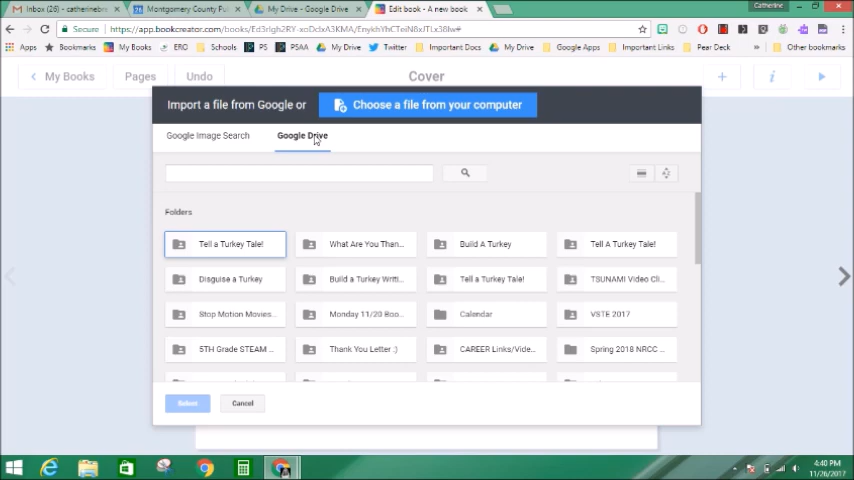 Inbox (26) - catherinebre
Montgomery County Pul
My Drive - Google Drive
Edit book - A new book
Catherine
Secure
https://app.bookcreator.com/books/
Apps
Bookmarks
My Books
ERO
Schools
PS
PSAA
My Drive
Twitter
Important Docs
My Drive
Google Apps
Important Links
Pear Deck
»
Other bookmarks
My Books
Pages
Undo
Cover
Import a file from Google or
Choose a file from your computer
Google Image Search
Google Drive
Folders
Tell a Turkey Tale!
What Are You Than...
Build A Turkey
Tell A Turkey Tale!
Disguise a Turkey
Build a Turkey Writi...
Tell a Turkey Tale!
TSUNAMI Video Cli...
Stop Motion Movies...
Monday 11/20 Boo...
Calendar
VSTE 2017
5TH Grade STEAM ...
Thank You Letter :)
CAREER Links/Vide...
Spring 2018 NRCC ...
Select
Cancel
4:40 PM
11/26/2017